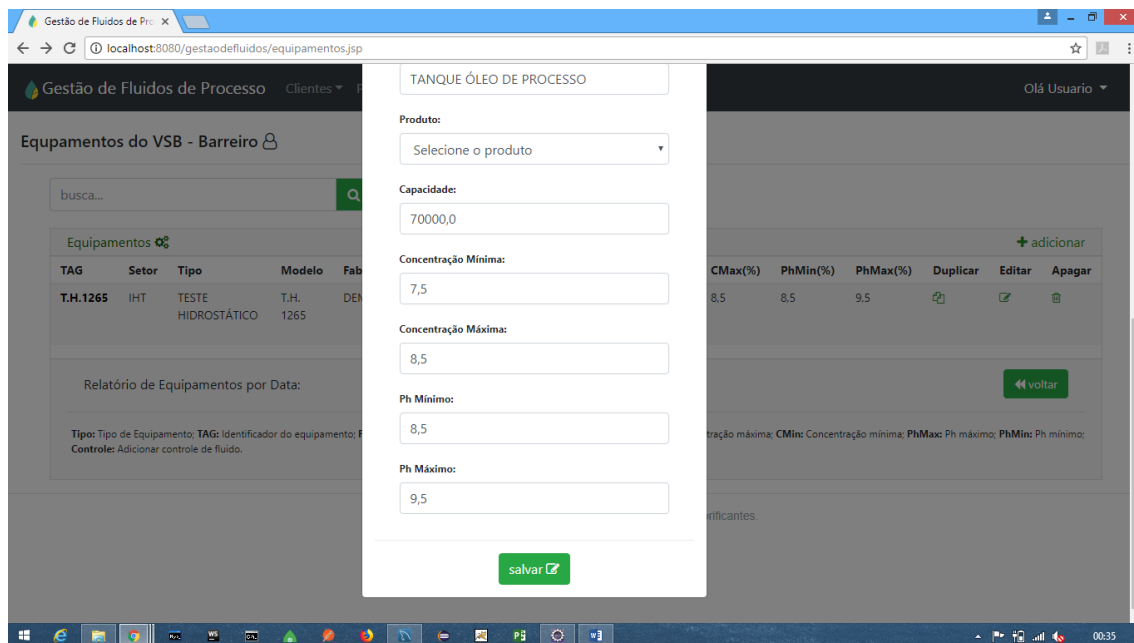 Gestão de Fluidos de Pro
localhost:8080/gestaodefluidos/equipamentos.jsp
Gestão de Fluidos de Processo Clientes Olá Usuario
TANQUE ÓLEO DE PROCESSO
Equpamentos do VSB - Barreiro
Produto:
Selecione o produto
busca...
Capacidade:
70000,0
Equipamentos adicionar
Concentração Mínima:
TAG Setor Tipo Modelo Fab CMax(%) PhMin(%) PhMax(%) Duplicar Editar Apagar
7,5
T.H.1265 IHT TESTE HIDROSTÁTICO T.H. 1265 8,5 8,5 9,5
Concentração Máxima:
8,5
Relatório de Equipamentos por Data: voltar
Ph Mínimo:
8,5
Tipo: Tipo de Equipamento; TAG: Identificador do equipamento; tração máxima; CMin: Concentração mínima; PhMax: Ph máximo; PhMin: Ph mínimo;
Controle: Adicionar controle de fluido.
Ph Máximo:
9,5
rificantes.
salvar
00:35